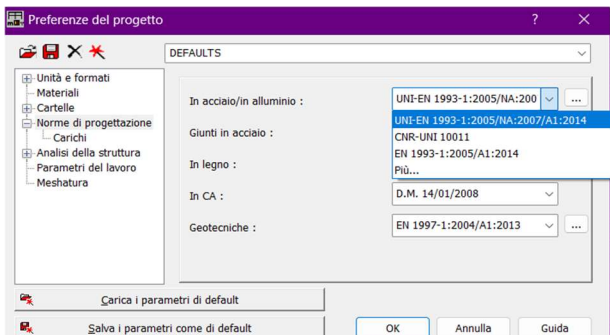 Preferenze del progetto
DEFAULTS
Unità e formati
Materiali
Cartelle
Norme di progettazione
Carichi
Analisi della struttura
Parametri del lavoro
Meshatura
In acciaio/in alluminio :
UNI-EN 1993-1:2005/NA:200
...
UNI-EN 1993-1:2005/NA:2007/A1:2014
CNR-UNI 10011
EN 1993-1:2005/A1:2014
Più...
Giunti in acciaio :
In legno :
In CA :
D.M. 14/01/2008
Geotecniche :
EN 1997-1:2004/A1:2013
...
Carica i parametri di default
Salva i parametri come di default
OK
Annulla
Guida